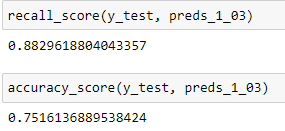 recall_score(y_test, preds_1_03)
0.8829618804043357
accuracy_score(y_test, preds_1_03)
0.7516136889538424